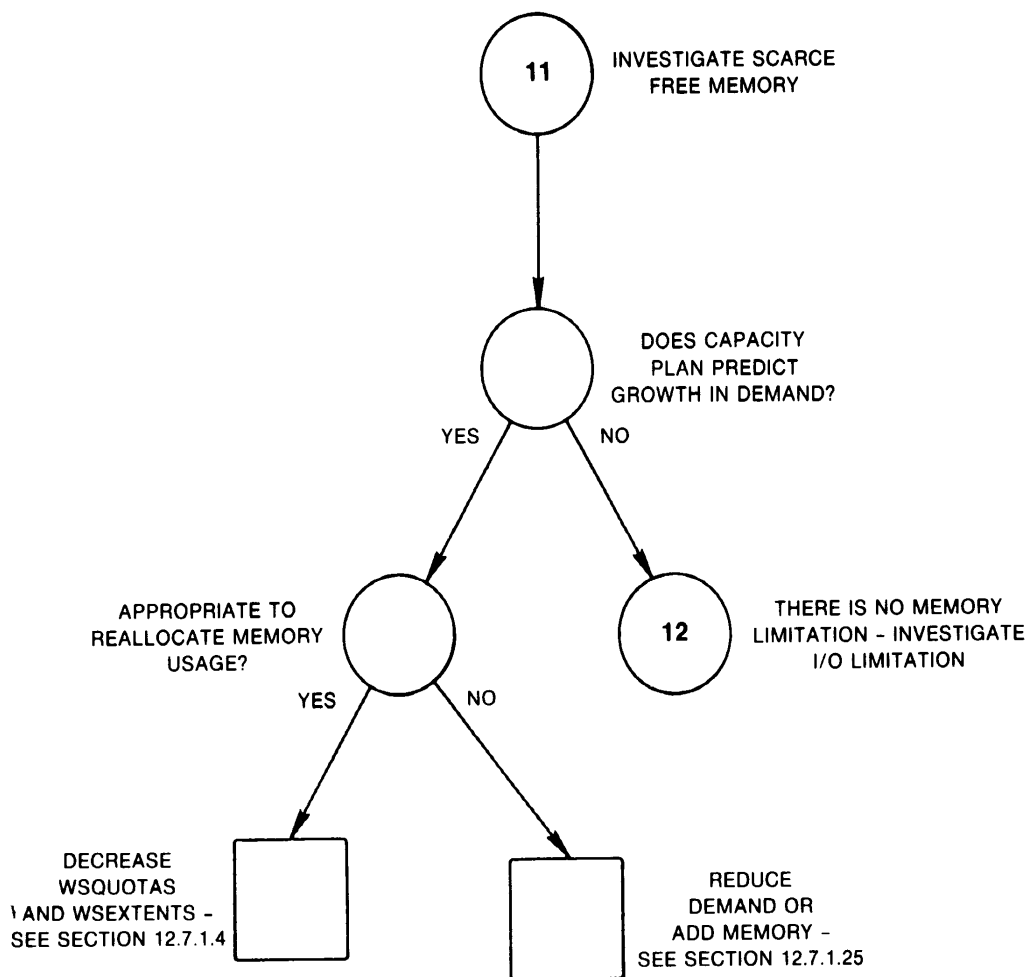 11
INVESTIGATE SCARCE
FREE MEMORY
DOES CAPACITY
PLAN PREDICT
GROWTH IN DEMAND?
YES
NO
APPROPRIATE TO
REALLOCATE MEMORY
USAGE?
12
THERE IS NO MEMORY
LIMITATION – INVESTIGATE
I/O LIMITATION
YES
NO
DECREASE
WSQUOTAS
AND WSEXTENTS –
SEE SECTION 12.7.1.4
REDUCE
DEMAND OR
ADD MEMORY –
SEE SECTION 12.7.1.25